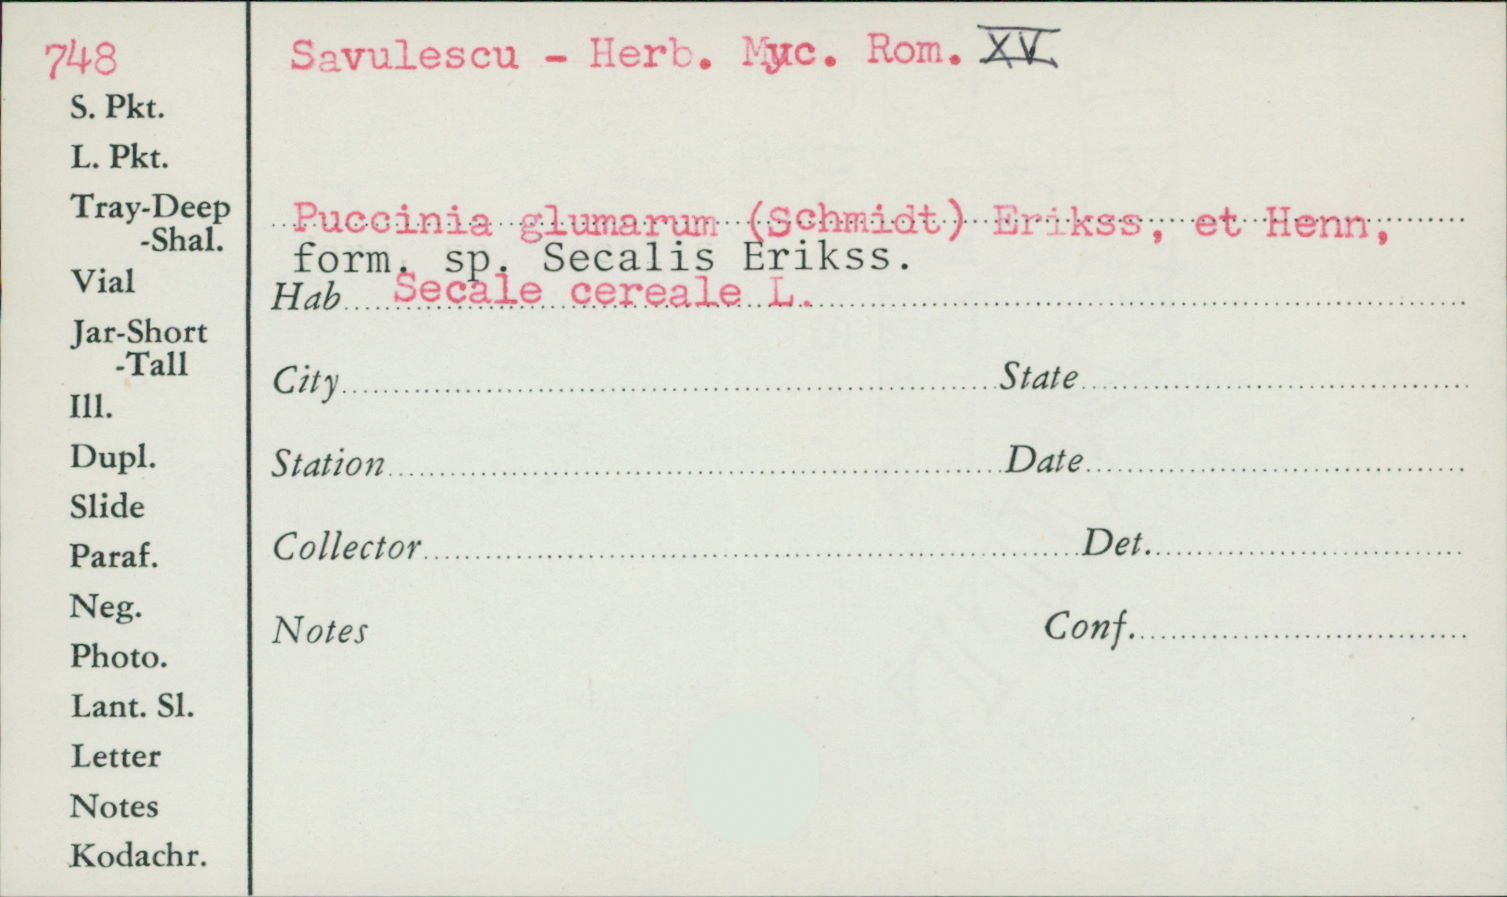 748
Savulescu - Herb. Myc. Rom. XV
S. Pkt.
L. Pkt.
Tray-Deep
-Shal.
Vial
Jar-Short
-Tall
Ill.
Dupl.
Slide
Paraf.
Neg.
Photo.
Lant. Sl.
Letter
Notes
Kodachr.
Puccinia glumarum (Schmidt) Erikss, et Henn,
form. sp. Secalis Erikss.
Hab Secale cereale L.
City State
Station Date
Collector Det.
Notes Conf.